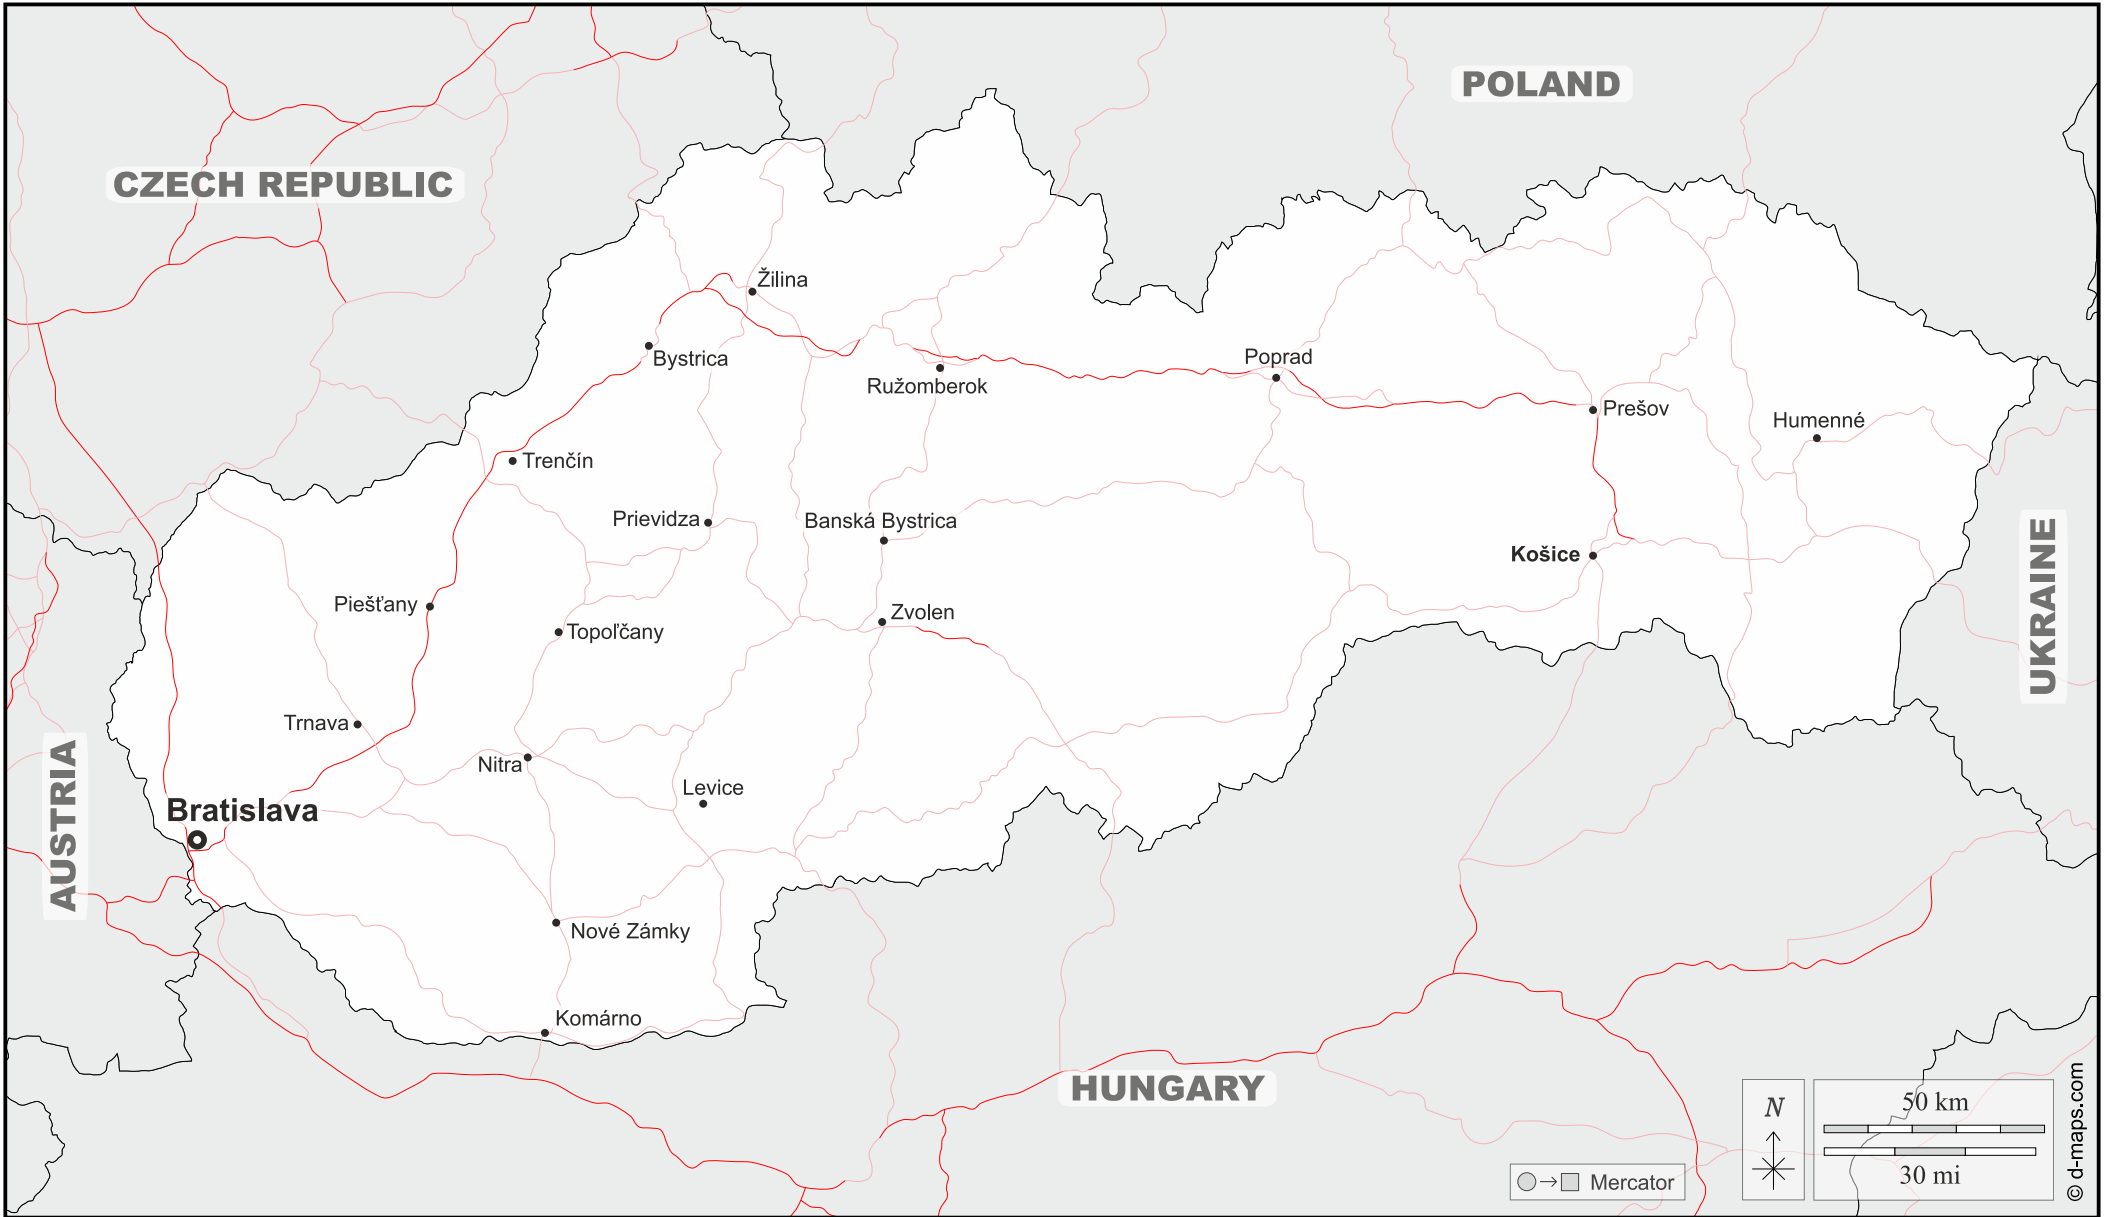 POLAND
CZECH REPUBLIC
Žilina
Bystrica
Ružomberok
Poprad
Prešov
Humenné
Trenčín
Prievidza
Banská Bystrica
Košice
UKRAINE
Piešťany
Topoľčany
Zvolen
Trnava
Nitra
Levice
AUSTRIA
Bratislava
Nové Zámky
Komárno
HUNGARY
N
50 km
30 mi
Mercator
© d-maps.com